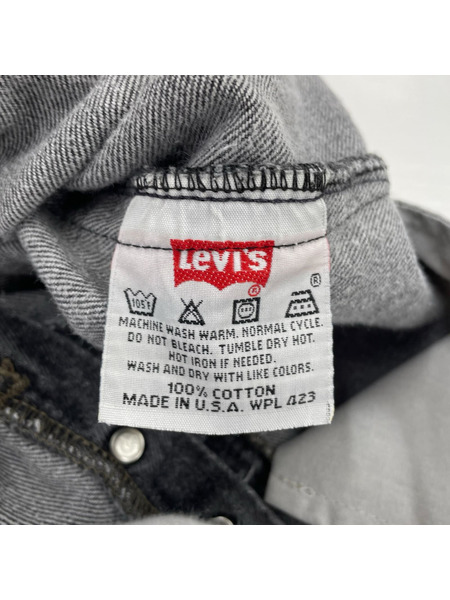 Levi's
®
®
105F
MACHINE WASH WARM. NORMAL CYCLE.
DO NOT BLEACH. TUMBLE DRY HOT.
HOT IRON IF NEEDED.
WASH AND DRY WITH LIKE COLORS.
100% COTTON
MADE IN U.S.A. WPL 423